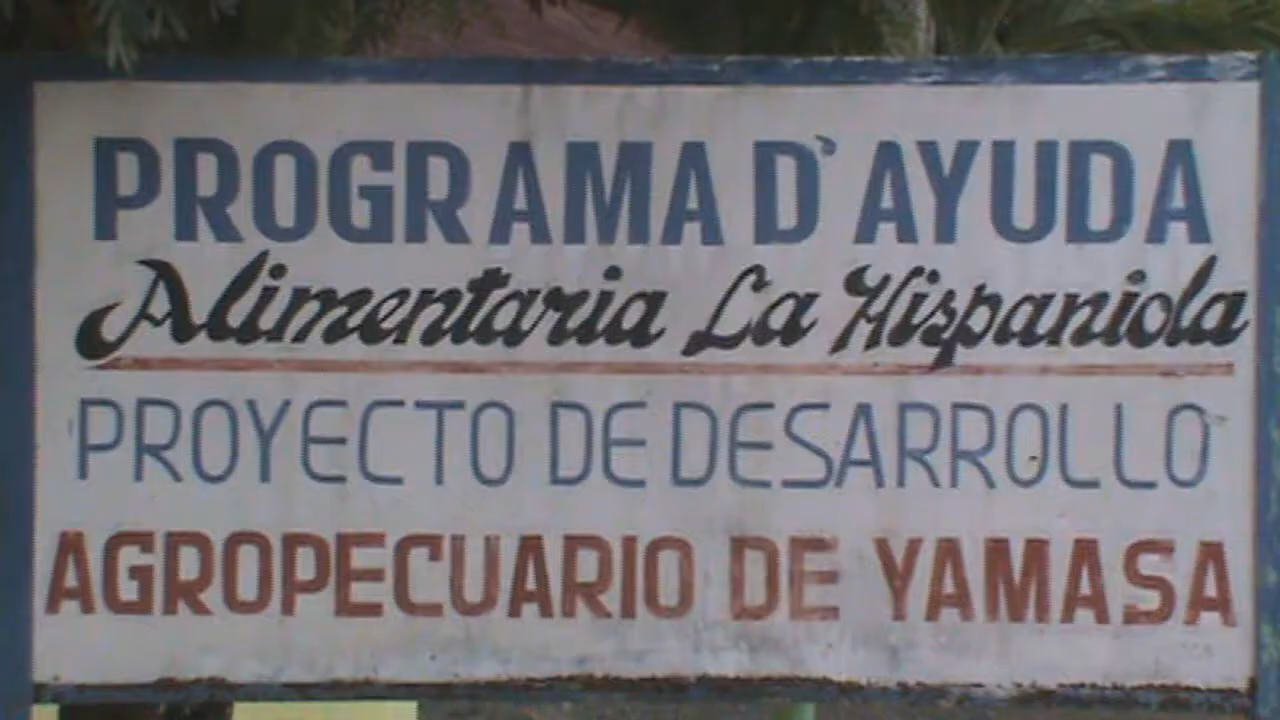 PROGRAMA D'AYUDA
Alimentaria La Hispaniola
PROYECTO DE DESARROLLO
AGROPECUARIO DE YAMASA